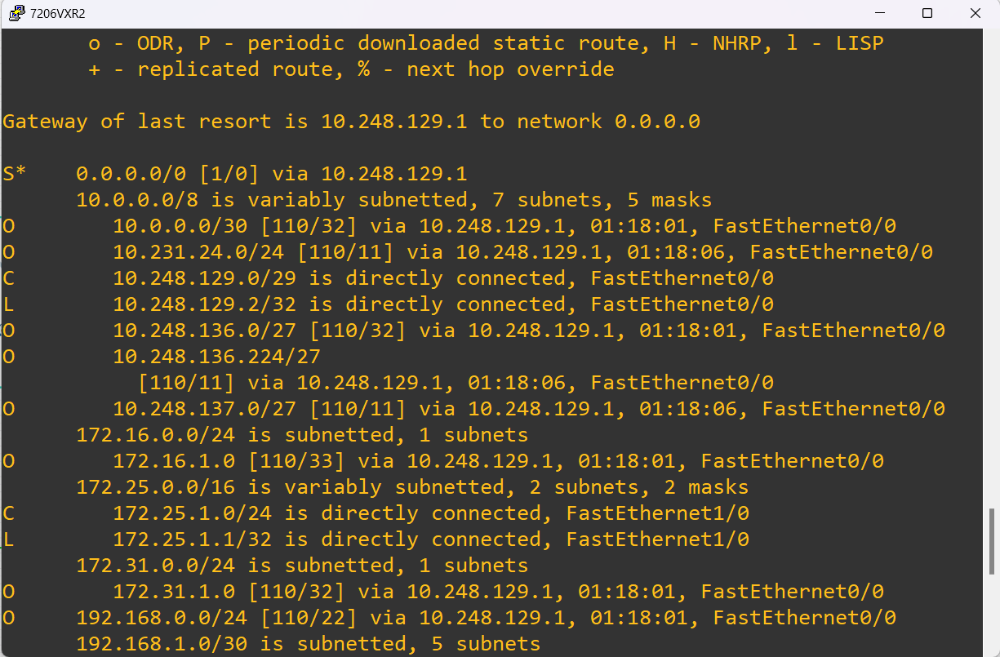 7206VXR2
o - ODR, P - periodic downloaded static route, H - NHRP, l - LISP
+ - replicated route, % - next hop override
Gateway of last resort is 10.248.129.1 to network 0.0.0.0
S*    0.0.0.0/0 [1/0] via 10.248.129.1
10.0.0.0/8 is variably subnetted, 7 subnets, 5 masks
O        10.0.0.0/30 [110/32] via 10.248.129.1, 01:18:01, FastEthernet0/0
O        10.231.24.0/24 [110/11] via 10.248.129.1, 01:18:06, FastEthernet0/0
C        10.248.129.0/29 is directly connected, FastEthernet0/0
L        10.248.129.2/32 is directly connected, FastEthernet0/0
O        10.248.136.0/27 [110/32] via 10.248.129.1, 01:18:01, FastEthernet0/0
O        10.248.136.224/27
[110/11] via 10.248.129.1, 01:18:06, FastEthernet0/0
O        10.248.137.0/27 [110/11] via 10.248.129.1, 01:18:06, FastEthernet0/0
172.16.0.0/24 is subnetted, 1 subnets
O        172.16.1.0 [110/33] via 10.248.129.1, 01:18:01, FastEthernet0/0
172.25.0.0/16 is variably subnetted, 2 subnets, 2 masks
C        172.25.1.0/24 is directly connected, FastEthernet1/0
L        172.25.1.1/32 is directly connected, FastEthernet1/0
172.31.0.0/24 is subnetted, 1 subnets
O        172.31.1.0 [110/32] via 10.248.129.1, 01:18:01, FastEthernet0/0
O     192.168.0.0/24 [110/22] via 10.248.129.1, 01:18:01, FastEthernet0/0
192.168.1.0/30 is subnetted, 5 subnets